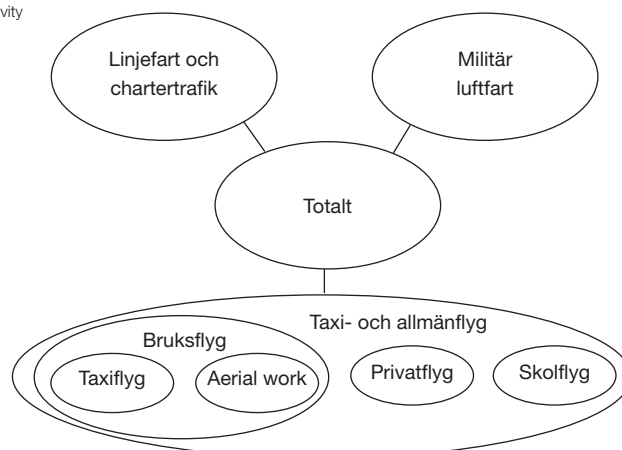 vity
Linjefart och
chartertrafik
Militär
luftfart
Totalt
Taxi- och allmänflyg
Bruksflyg
Taxiflyg
Aerial work
Privatflyg
Skolflyg